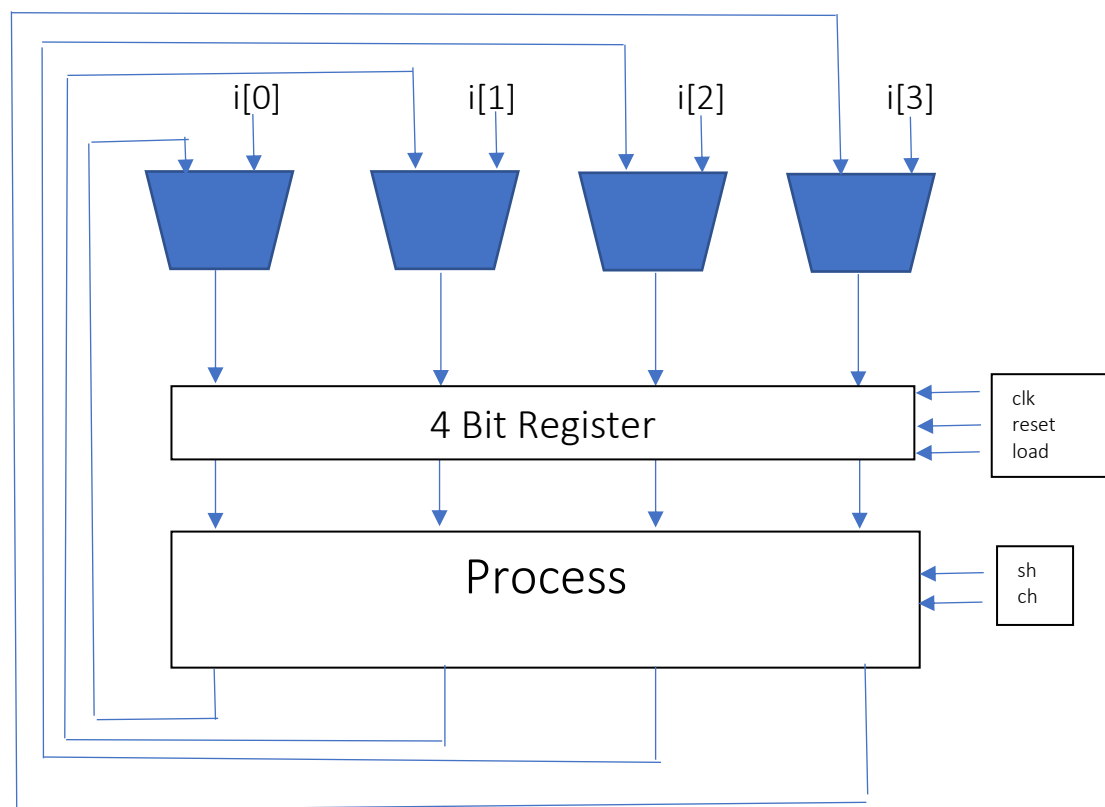 i[0]
i[1]
i[2]
i[3]
4 Bit Register
clk
reset
load
Process
sh
ch